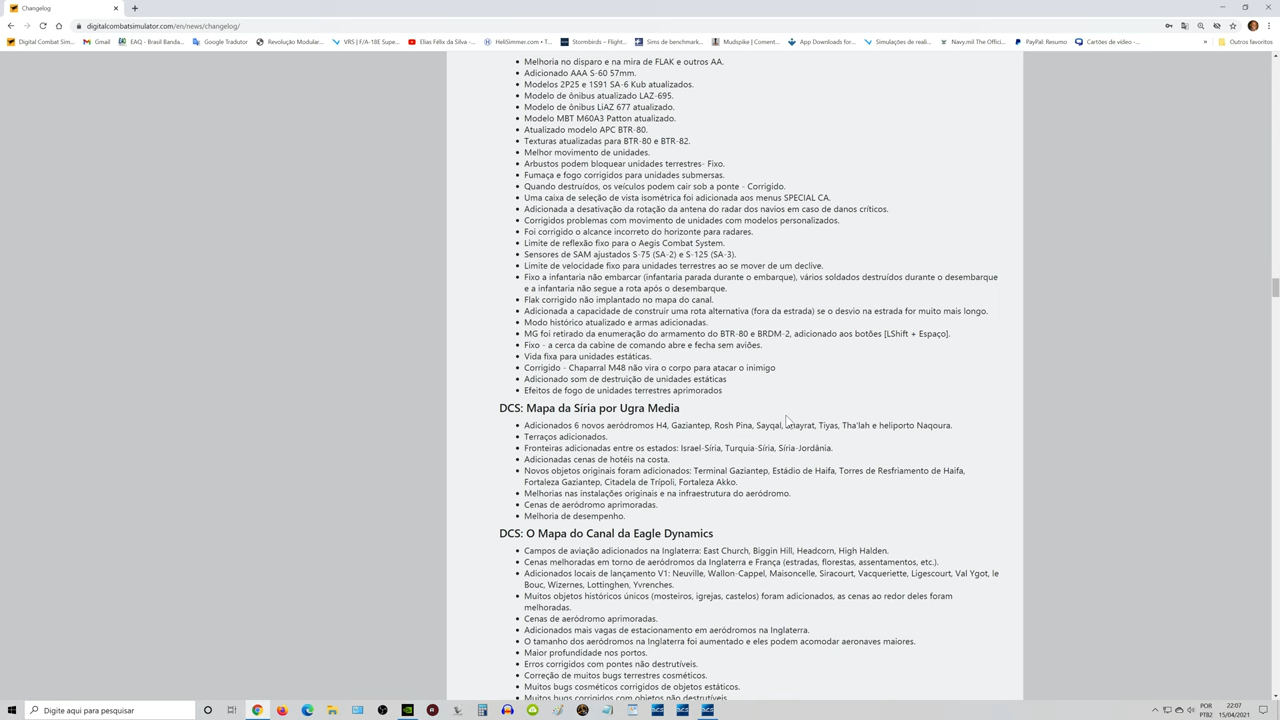 Changelog
digitalcombatsimulator.com/en/news/changelog/
Digital Combat Sim... Gmail EAQ - Brasil Banda... Google Tradutor Revolução Modular... VRS | F/A-18E Supe... Elias Félix da Silva -... HeliSimmer.com • T... Stormbirds – Flight... Sims de benchmark... Mudspike | Coment... App Downloads for... Simulações de reali... Navy.mil The Offici... PayPal: Resumo Cartões de vídeo -... » Outros favoritos
• Melhoria no disparo e na mira de FLAK e outros AA.
• Adicionado AAA S-60 57mm.
• Modelos 2P25 e 1S91 SA-6 Kub atualizados.
• Modelo de ônibus atualizado LAZ-695.
• Modelo de ônibus LiAZ 677 atualizado.
• Modelo MBT M60A3 Patton atualizado.
• Atualizado modelo APC BTR-80.
• Texturas atualizadas para BTR-80 e BTR-82.
• Melhor movimento de unidades.
• Arbustos podem bloquear unidades terrestres- Fixo.
• Fumaça e fogo corrigidos para unidades submersas.
• Quando destruídos, os veículos podem cair sob a ponte - Corrigido.
• Uma caixa de seleção de vista isométrica foi adicionada aos menus SPECIAL CA.
• Adicionada a desativação da rotação da antena do radar dos navios em caso de danos críticos.
• Corrigidos problemas com movimento de unidades com modelos personalizados.
• Foi corrigido o alcance incorreto do horizonte para radares.
• Limite de reflexão fixo para o Aegis Combat System.
• Sensores de SAM ajustados S-75 (SA-2) e S-125 (SA-3).
• Limite de velocidade fixo para unidades terrestres ao se mover de um declive.
• Fixo a infantaria não embarcar (infantaria parada durante o embarque), vários soldados destruídos durante o desembarque
e a infantaria não segue a rota após o desembarque.
• Flak corrigido não implantado no mapa do canal.
• Adicionada a capacidade de construir uma rota alternativa (fora da estrada) se o desvio na estrada for muito mais longo.
• Modo histórico atualizado e armas adicionadas.
• MG foi retirado da enumeração do armamento do BTR-80 e BRDM-2, adicionado aos botões [LShift + Espaço].
• Fixo - a cerca da cabine de comando abre e fecha sem aviões.
• Vida fixa para unidades estáticas.
• Corrigido - Chaparral M48 não vira o corpo para atacar o inimigo
• Adicionado som de destruição de unidades estáticas
• Efeitos de fogo de unidades terrestres aprimorados
DCS: Mapa da Síria por Ugra Media
• Adicionados 6 novos aeródromos H4, Gaziantep, Rosh Pina, Sayqal, Tiyas, Tha'lah e heliporto Naqoura.
• Terraços adicionados.
• Fronteiras adicionadas entre os estados: Israel-Síria, Turquia-Síria, Síria-Jordânia.
• Adicionadas cenas de hotéis na costa.
• Novos objetos originais foram adicionados: Terminal Gaziantep, Estádio de Haifa, Torres de Resfriamento de Haifa,
Fortaleza Gaziantep, Citadela de Trípoli, Fortaleza Akko.
• Melhorias nas instalações originais e na infraestrutura do aeródromo.
• Cenas de aeródromo aprimoradas.
• Melhoria de desempenho.
DCS: O Mapa do Canal da Eagle Dynamics
• Campos de aviação adicionados na Inglaterra: East Church, Biggin Hill, Headcorn, High Halden.
• Cenas melhoradas em torno de aeródromos da Inglaterra e França (estradas, florestas, assentamentos, etc.).
• Adicionados locais de lançamento V1: Neuville, Wallon-Cappel, Maisoncelle, Siracourt, Vacqueriette, Ligescourt, Val Ygot, le
Bouc, Wizernes, Lottinghen, Yvrenches.
• Muitos objetos históricos únicos (mosteiros, igrejas, castelos) foram adicionados, as cenas ao redor deles foram
melhoradas.
• Cenas de aeródromo aprimoradas.
• Adicionados mais vagas de estacionamento em aeródromos na Inglaterra.
• O tamanho dos aeródromos na Inglaterra foi aumentado e eles podem acomodar aeronaves maiores.
• Maior profundidade nos portos.
• Erros corrigidos com pontes não destrutíveis.
• Correção de muitos bugs terrestres cosméticos.
• Muitos bugs cosméticos corrigidos de objetos estáticos.
• Muitos bugs corrigidos com objetos não destrutíveis.
Digite aqui para pesquisar
POR 22:07
PTB2 15/04/2021